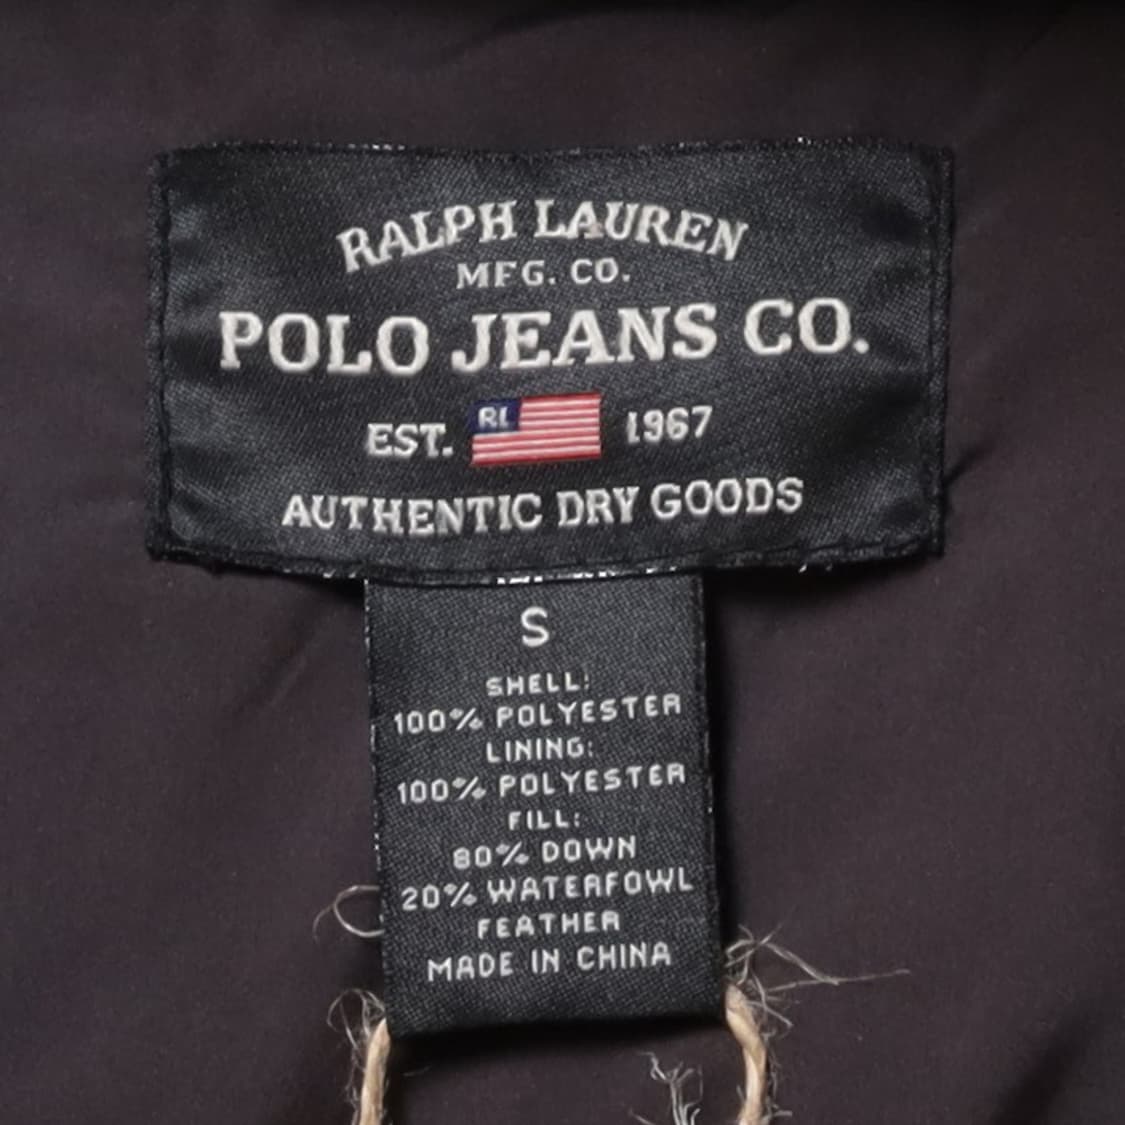 RALPH LAUREN
MFG. CO.
POLO JEANS CO.
EST. RL 1967
AUTHENTIC DRY GOODS
S
SHELL:
100% POLYESTER
LINING:
100% POLYESTER
FILL:
80% DOWN
20% WATERFOWL
FEATHER
MADE IN CHINA